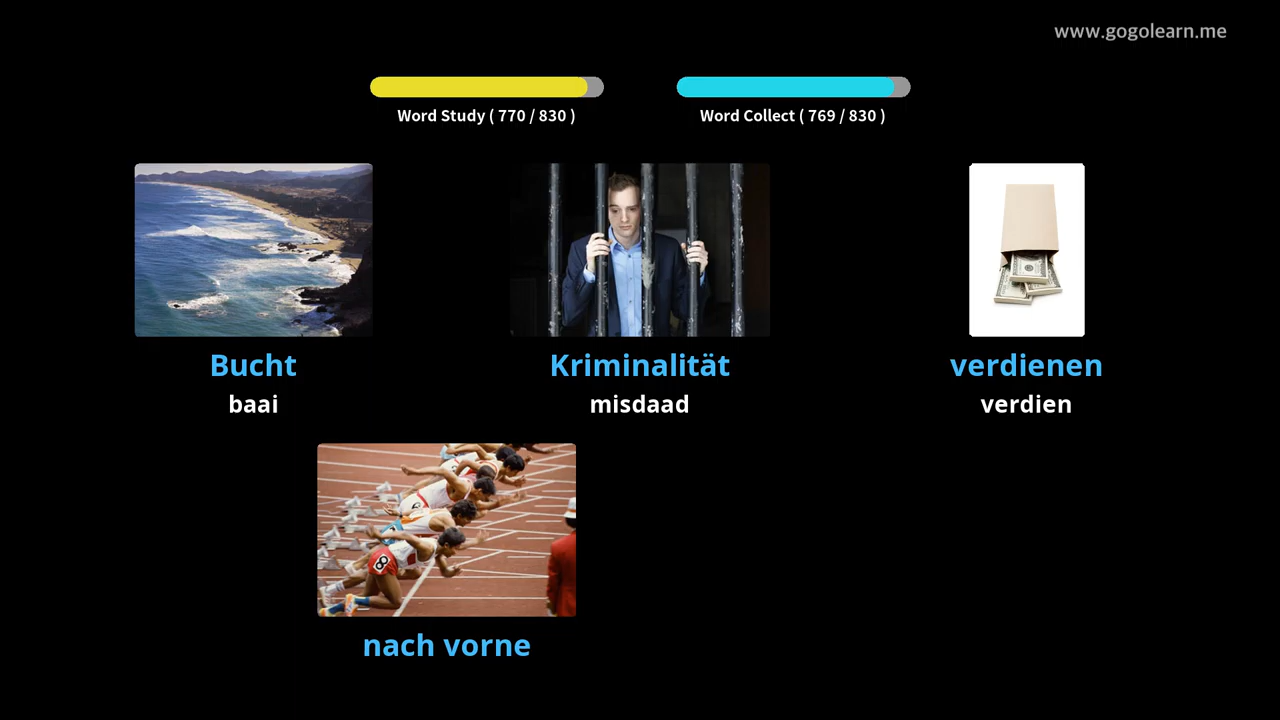 www.gogolearn.me
Word Study ( 770 / 830 )
Word Collect ( 769 / 830 )
Bucht
baai
Kriminalität
misdaad
verdienen
verdien
8
nach vorne